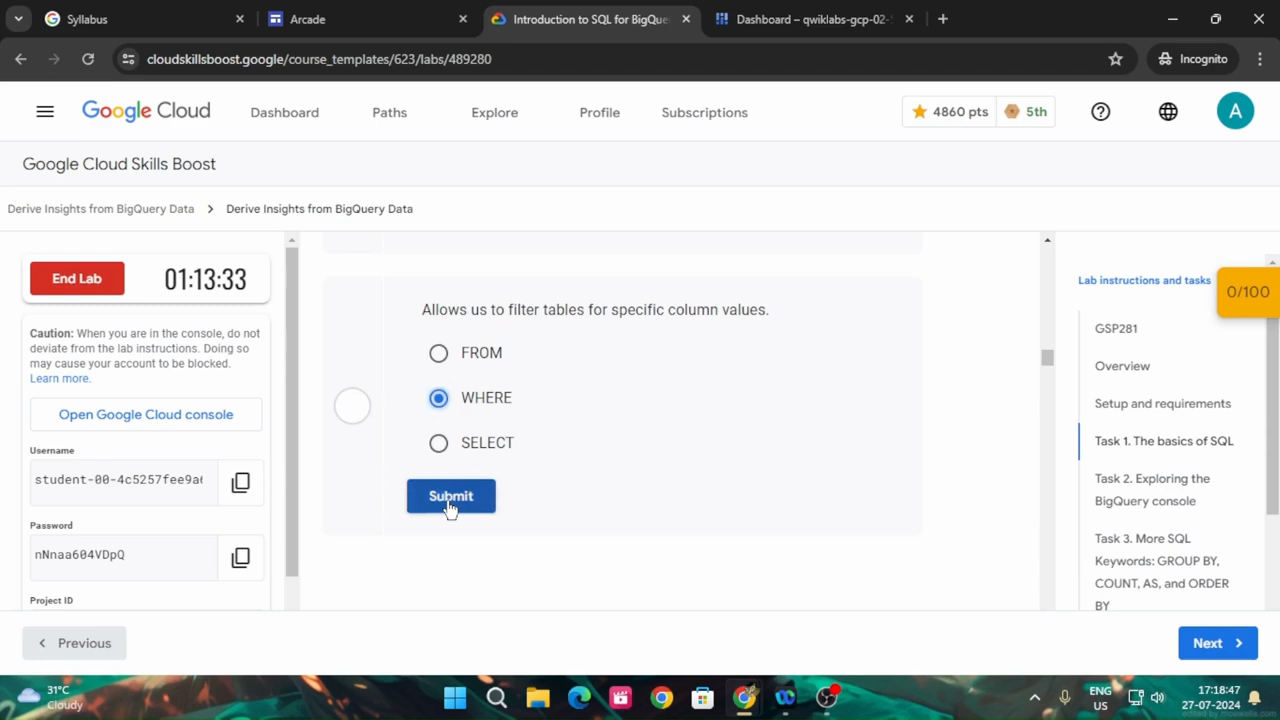 Syllabus
Arcade
Introduction to SQL for BigQue
Dashboard – qwiklabs-gcp-02-
cloudskillsboost.google/course_templates/623/labs/489280
Incognito
Google Cloud
Dashboard
Paths
Explore
Profile
Subscriptions
4860 pts
5th
A
Google Cloud Skills Boost
Derive Insights from BigQuery Data
Derive Insights from BigQuery Data
End Lab
01:13:33
Caution: When you are in the console, do not
deviate from the lab instructions. Doing so
may cause your account to be blocked.
Learn more.
Open Google Cloud console
Username
student-00-4c5257fee9a
Password
nNnaa604VDpQ
Project ID
Allows us to filter tables for specific column values.
FROM
WHERE
SELECT
Submit
Lab instructions and tasks
0/100
GSP281
Overview
Setup and requirements
Task 1. The basics of SQL
Task 2. Exploring the
BigQuery console
Task 3. More SQL
Keywords: GROUP BY,
COUNT, AS, and ORDER
BY
Previous
Next
31°C
Cloudy
ENG
US
17:18:47
27-07-2024